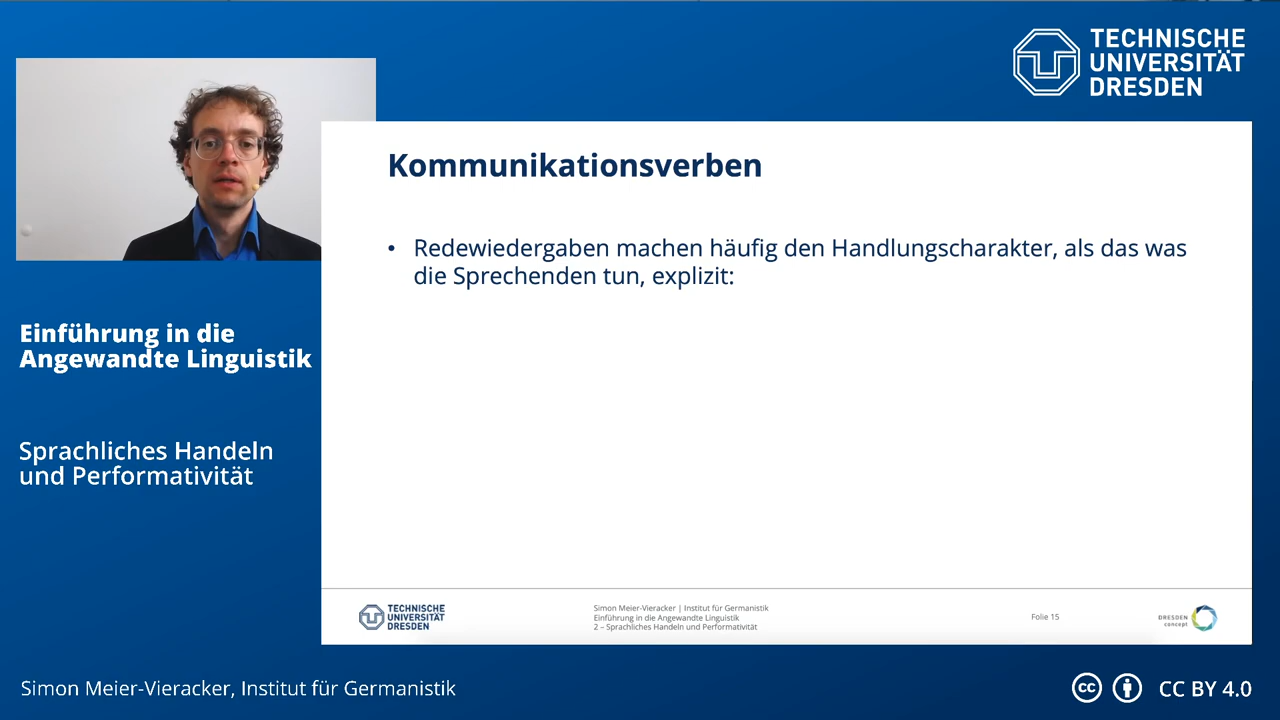 TECHNISCHE
UNIVERSITÄT
DRESDEN
Kommunikationsverben
• Redewiedergaben machen häufig den Handlungscharakter, als das was
die Sprechenden tun, explizit:
Einführung in die
Angewandte Linguistik
Sprachliches Handeln
und Performativität
TECHNISCHE
UNIVERSITÄT
DRESDEN
Simon Meier-Vieracker | Institut für Germanistik
Einführung in die Angewandte Linguistik
2 – Sprachliches Handeln und Performativität
Folie 15
DRESDEN
concept
Simon Meier-Vieracker, Institut für Germanistik
cc CC BY 4.0